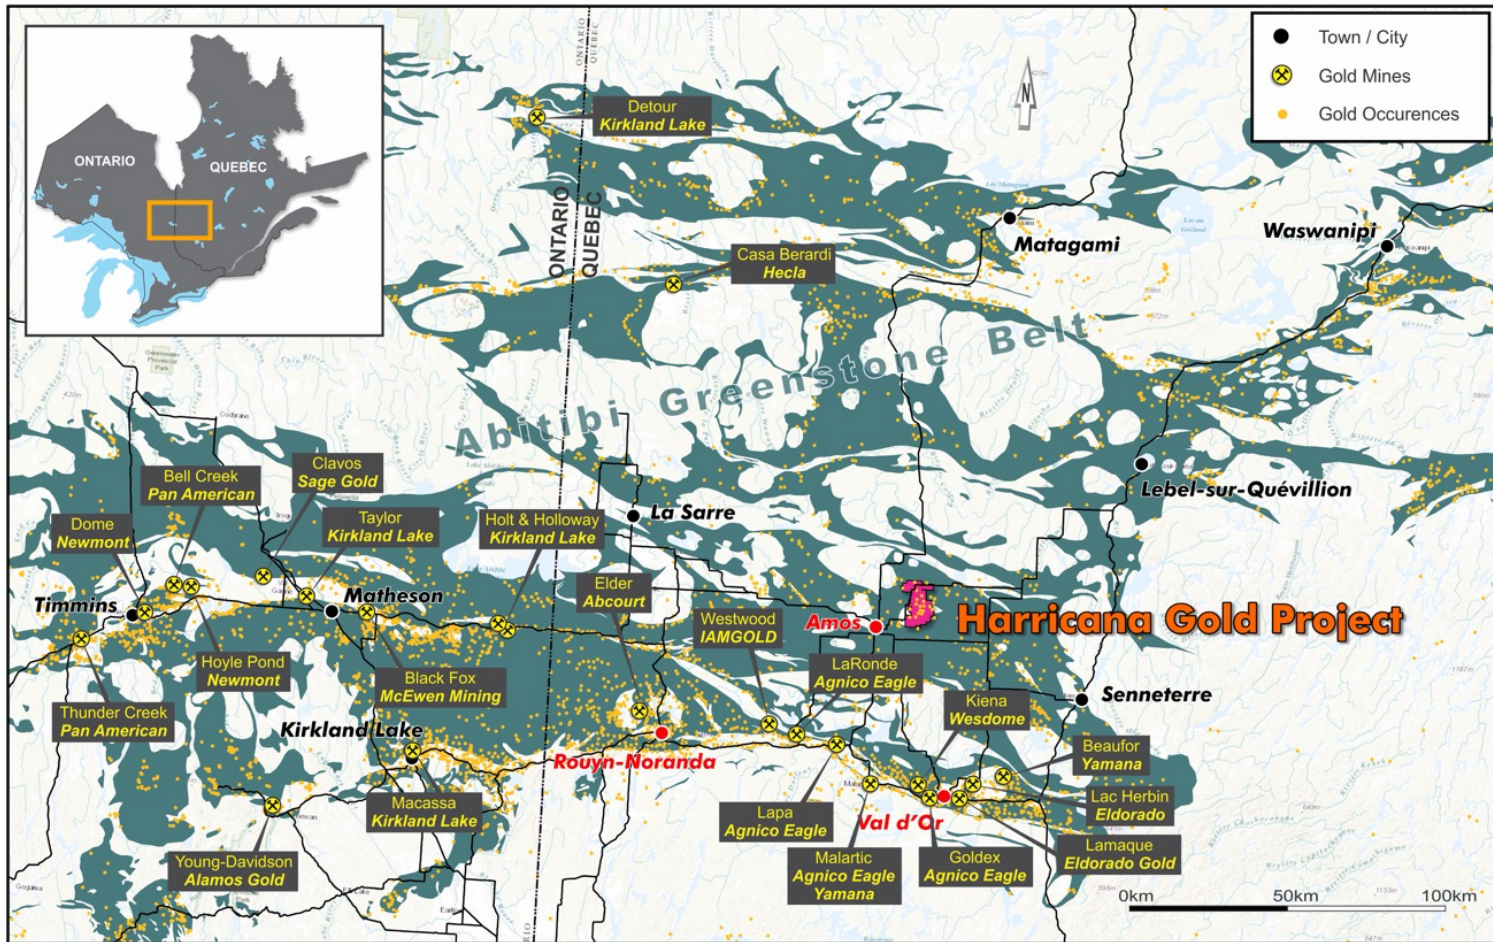 ONTARIO
QUEBEC
ONTARIO
QUEBEC
N
Town / City
Gold Mines
Gold Occurences
Detour
Kirkland Lake
ONTARIO
QUEBEC
Matagami
Waswanipi
Casa Berardi
Hecla
Abitibi Greenstone Belt
Cochrane
Clavos
Sage Gold
Bell Creek
Pan American
Lebel-sur-Quévillion
Dome
Newmont
Taylor
Kirkland Lake
Holt & Holloway
Kirkland Lake
La Sarre
Elder
Abcourt
Timmins
Matheson
Westwood
IAMGOLD
Amos
Harricana Gold Project
Hoyle Pond
Newmont
Black Fox
McEwen Mining
LaRonde
Agnico Eagle
Thunder Creek
Pan American
Kirkland Lake
Kiena
Wesdome
Senneterre
Rouyn-Noranda
Beaufor
Yamana
Macassa
Kirkland Lake
Lapa
Agnico Eagle
Val d'Or
Lac Herbin
Eldorado
Young-Davidson
Alamos Gold
Malartic
Agnico Eagle
Yamana
Goldex
Agnico Eagle
Lamaque
Eldorado Gold
0km 50km 100km